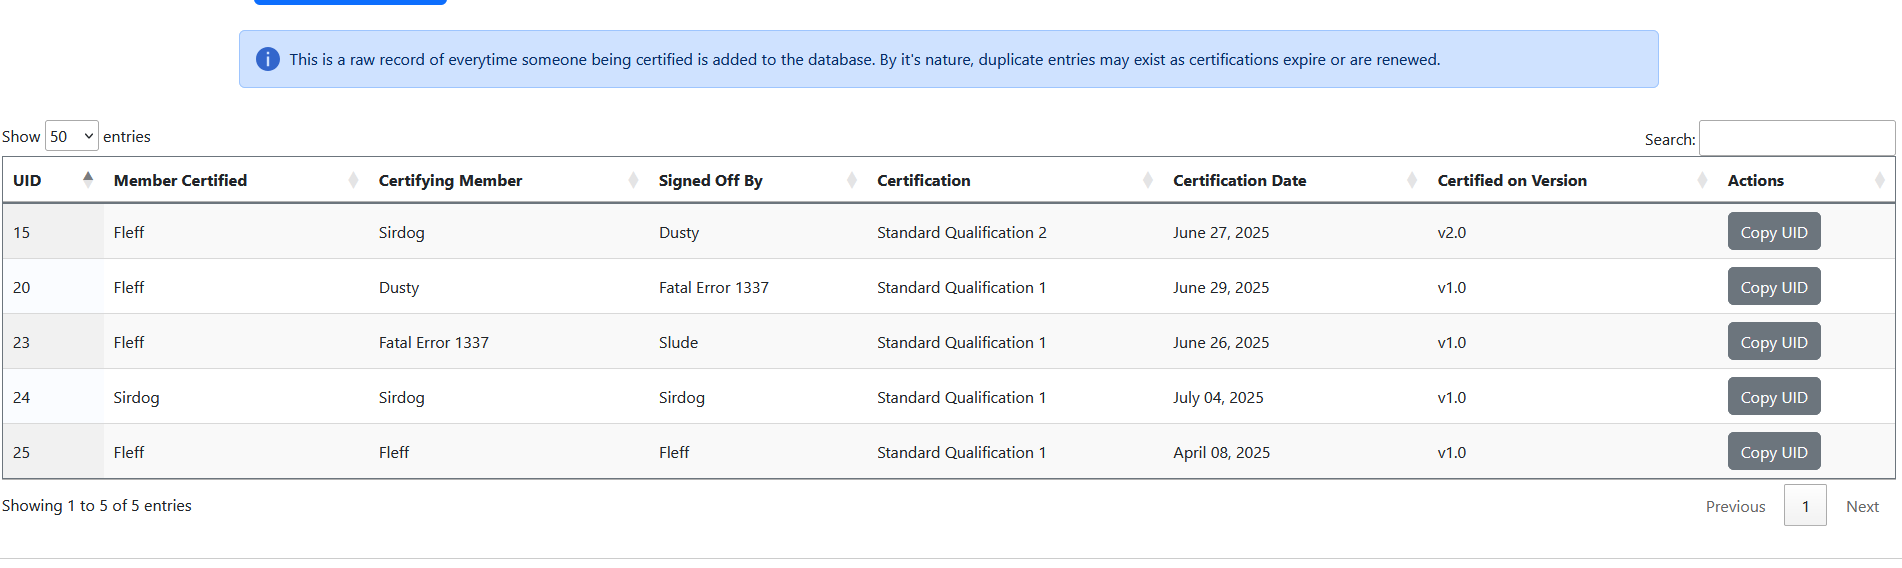 This is a raw record of everytime someone being certified is added to the database. By it's nature, duplicate entries may exist as certifications expire or are renewed.
Show 50 entries
Search:
UID Member Certified Certifying Member Signed Off By Certification Certification Date Certified on Version Actions
15 Fleff Sirdog Dusty Standard Qualification 2 June 27, 2025 v2.0 Copy UID
20 Fleff Dusty Fatal Error 1337 Standard Qualification 1 June 29, 2025 v1.0 Copy UID
23 Fleff Fatal Error 1337 Slude Standard Qualification 1 June 26, 2025 v1.0 Copy UID
24 Sirdog Sirdog Sirdog Standard Qualification 1 July 04, 2025 v1.0 Copy UID
25 Fleff Fleff Fleff Standard Qualification 1 April 08, 2025 v1.0 Copy UID
Showing 1 to 5 of 5 entries
Previous 1 Next